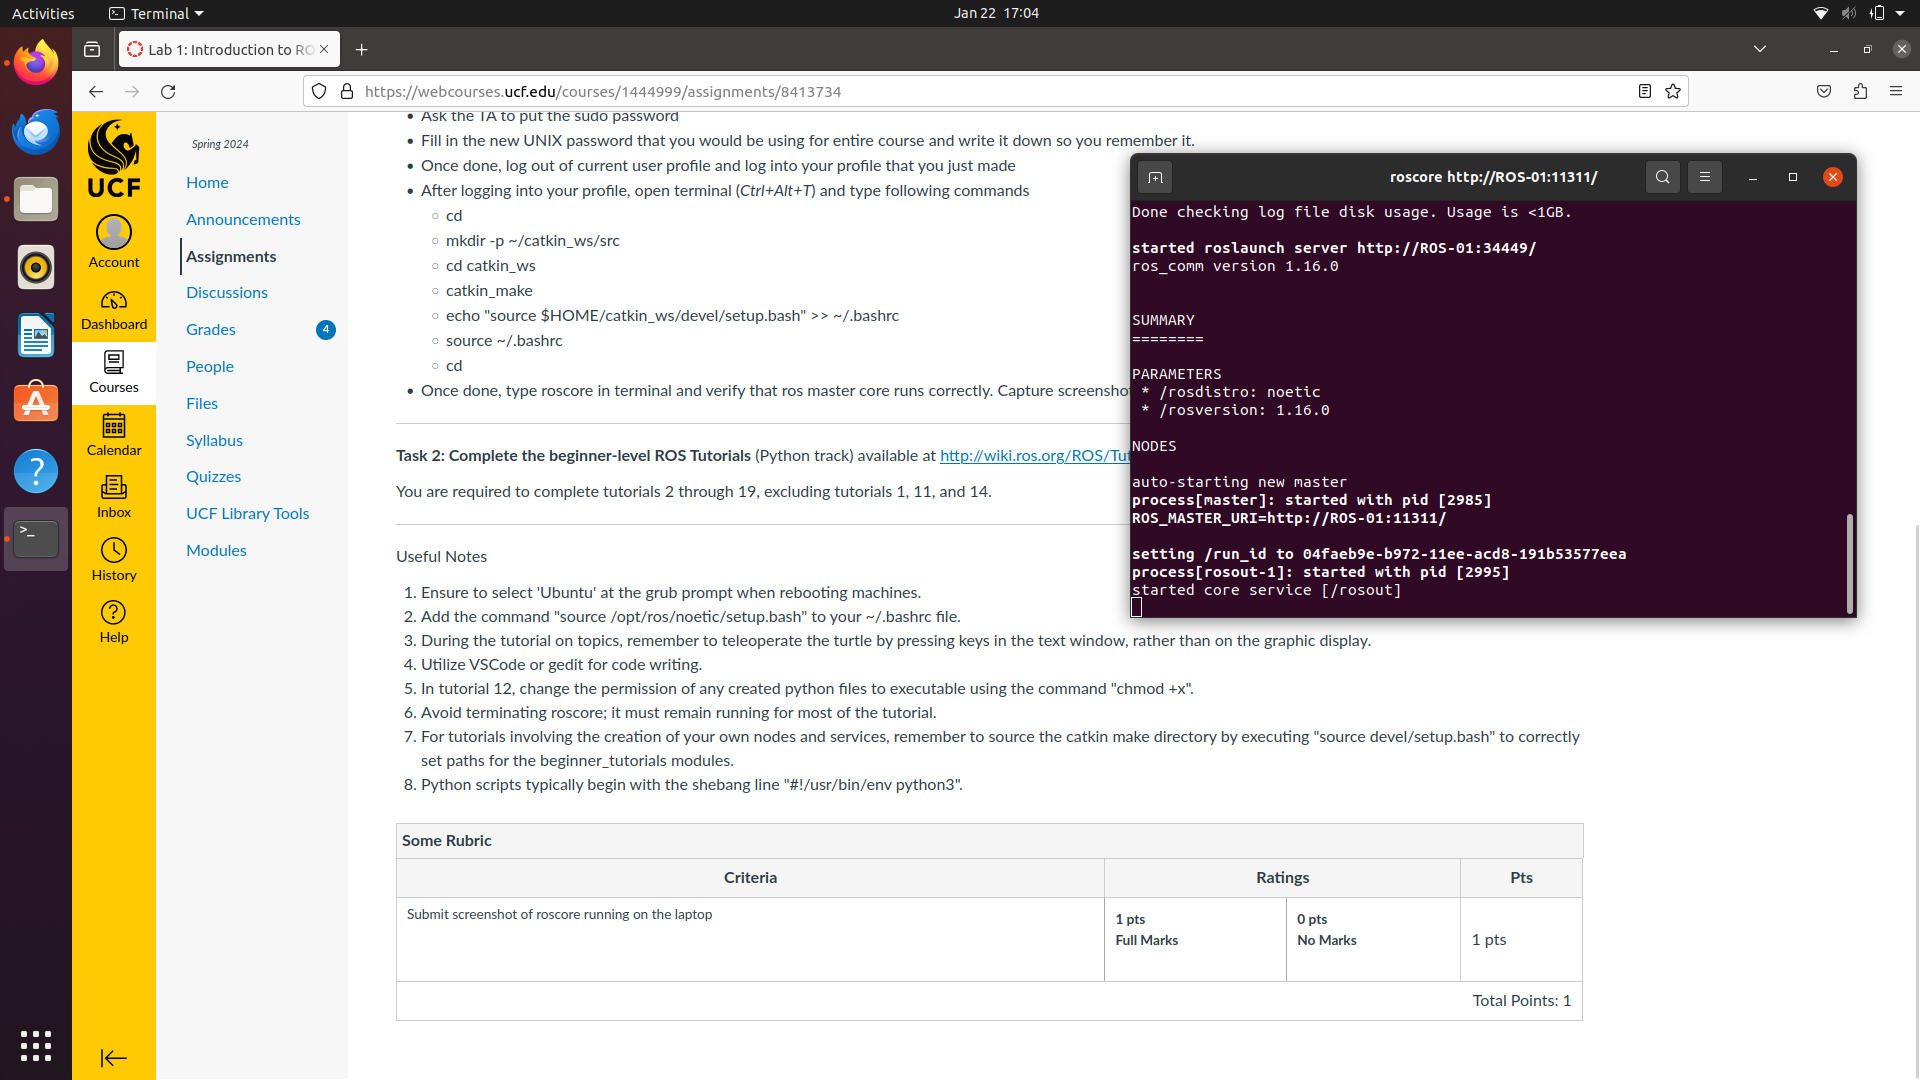 Activities
Terminal
Jan 22 17:04
Lab 1: Introduction to RO
https://webcourses.ucf.edu/courses/1444999/assignments/8413734
UCF
Account
Dashboard
Courses
Calendar
Inbox
History
Help
Spring 2024
Home
Announcements
Assignments
Discussions
Grades 4
People
Files
Syllabus
Quizzes
UCF Library Tools
Modules
• Ask the TA to put the sudo password
• Fill in the new UNIX password that you would be using for entire course and write it down so you remember it.
• Once done, log out of current user profile and log into your profile that you just made
• After logging into your profile, open terminal (Ctrl+Alt+T) and type following commands
○ cd
○ mkdir -p ~/catkin_ws/src
○ cd catkin_ws
○ catkin_make
○ echo "source $HOME/catkin_ws/devel/setup.bash" >> ~/.bashrc
○ source ~/.bashrc
○ cd
• Once done, type roscore in terminal and verify that ros master core runs correctly. Capture screenshot
Task 2: Complete the beginner-level ROS Tutorials (Python track) available at http://wiki.ros.org/ROS/Tut
You are required to complete tutorials 2 through 19, excluding tutorials 1, 11, and 14.
Useful Notes
1. Ensure to select 'Ubuntu' at the grub prompt when rebooting machines.
2. Add the command "source /opt/ros/noetic/setup.bash" to your ~/.bashrc file.
3. During the tutorial on topics, remember to teleoperate the turtle by pressing keys in the text window, rather than on the graphic display.
4. Utilize VSCode or gedit for code writing.
5. In tutorial 12, change the permission of any created python files to executable using the command "chmod +x".
6. Avoid terminating roscore; it must remain running for most of the tutorial.
7. For tutorials involving the creation of your own nodes and services, remember to source the catkin make directory by executing "source devel/setup.bash" to correctly
set paths for the beginner_tutorials modules.
8. Python scripts typically begin with the shebang line "#!/usr/bin/env python3".
Some Rubric
Criteria Ratings Pts
Submit screenshot of roscore running on the laptop
1 pts
Full Marks
0 pts
No Marks
1 pts
Total Points: 1
roscore http://ROS-01:11311/
Done checking log file disk usage. Usage is <1GB.
started roslaunch server http://ROS-01:34449/
ros_comm version 1.16.0
SUMMARY
========
PARAMETERS
* /rosdistro: noetic
* /rosversion: 1.16.0
NODES
auto-starting new master
process[master]: started with pid [2985]
ROS_MASTER_URI=http://ROS-01:11311/
setting /run_id to 04faeb9e-b972-11ee-acd8-191b53577eea
process[rosout-1]: started with pid [2995]
started core service [/rosout]